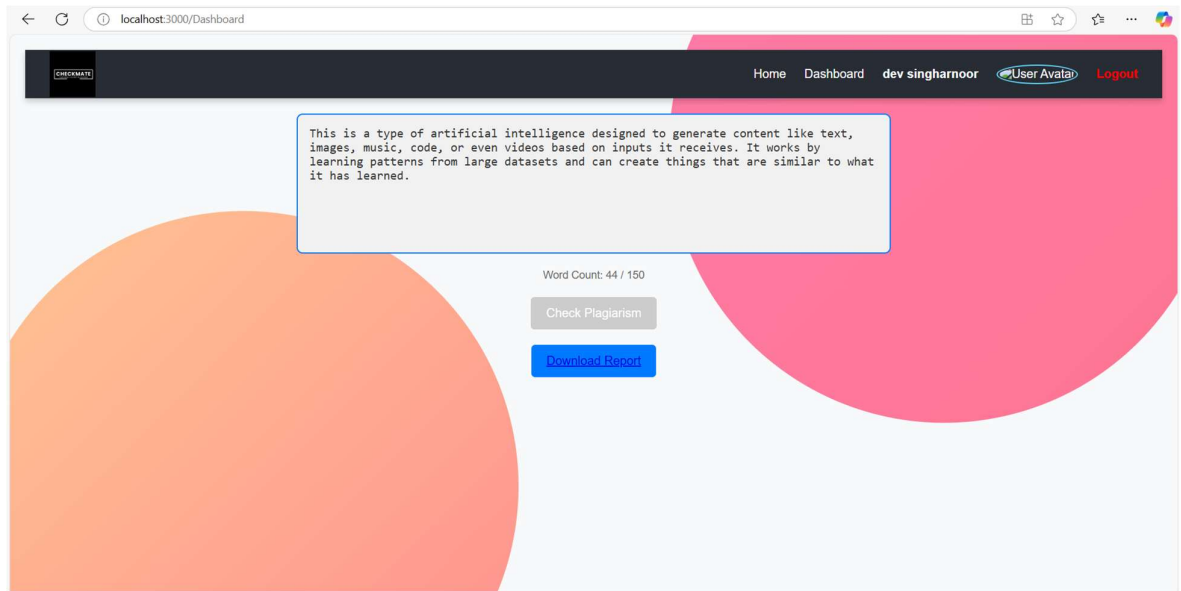 localhost:3000/Dashboard
CHECKMATE
Home Dashboard dev singharnoor User Avatar Logout
This is a type of artificial intelligence designed to generate content like text,
images, music, code, or even videos based on inputs it receives. It works by
learning patterns from large datasets and can create things that are similar to what
it has learned.
Word Count: 44 / 150
Check Plagiarism
Download Report